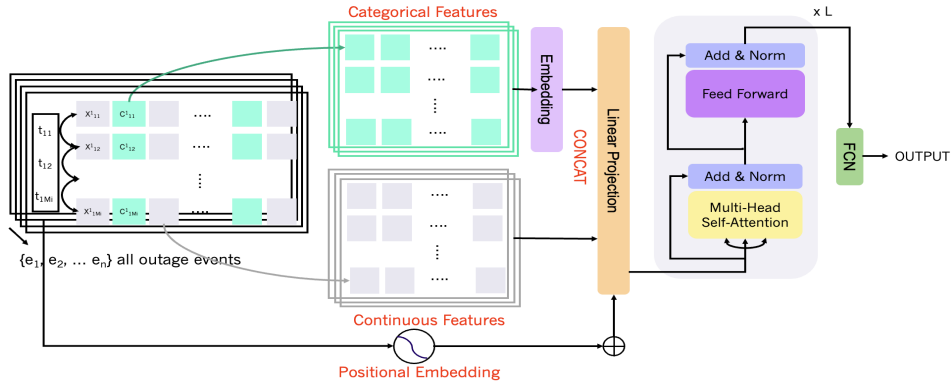 Categorical Features
x L
Add & Norm
Feed Forward
Embedding
CONCAT
Linear Projection
FCN
OUTPUT
Add & Norm
Multi-Head
Self-Attention
t11
t12
t1Mi
X¹11 C¹11 ....
X¹12 C¹12
X¹1Mi C¹1Mi ....
{e1, e2, ... en} all outage events
Continuous Features
Positional Embedding